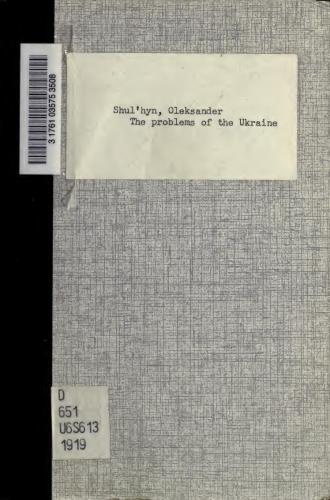 3 1761 03575 3508
Shul'hyn, Oleksander
The problems of the Ukraine
D
651
U6S613
1919